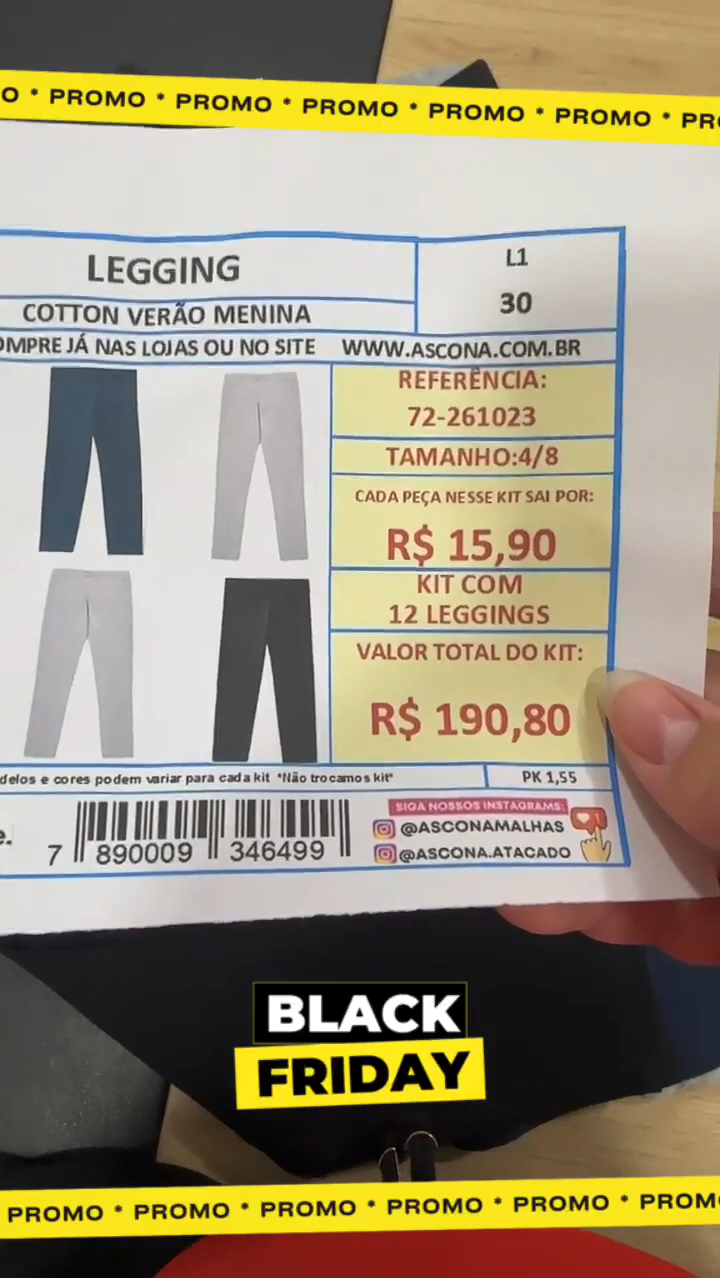 O * PROMO * PROMO * PROMO * PROMO * PROMO * PR
LEGGING
L1
30
COTTON VERÃO MENINA
OMPRE JÁ NAS LOJAS OU NO SITE WWW.ASCONA.COM.BR
REFERÊNCIA:
72-261023
TAMANHO:4/8
CADA PEÇA NESSE KIT SAI POR:
R$ 15,90
KIT COM
12 LEGGINGS
VALOR TOTAL DO KIT:
R$ 190,80
delos e cores podem variar para cada kit *Não trocamos kit*
PK 1,55
e.
7 890009 346499
SIGA NOSSOS INSTAGRAMS:
@ASCONAMALHAS
@ASCONA.ATACADO
BLACK
FRIDAY
PROMO * PROMO * PROMO * PROMO * PROMO * PROM